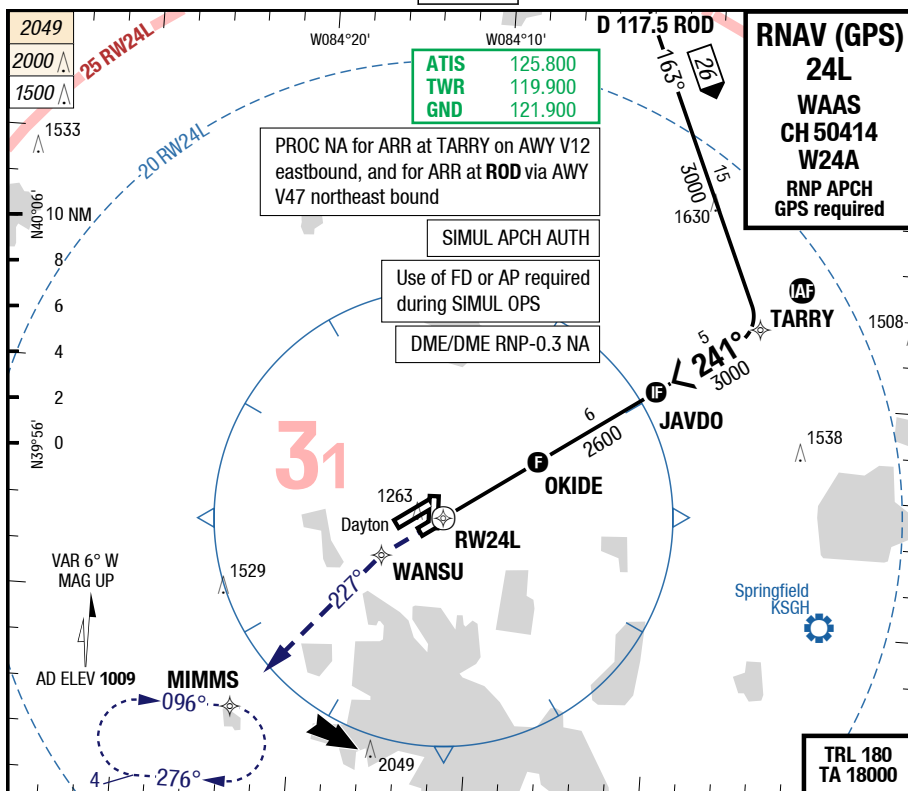 2049
2000
1500
25 RW24L
W084°20'
W084°10'
D 117.5 ROD
RNAV (GPS)
24L
WAAS
CH 50414
W24A
RNP APCH
GPS required
ATIS 125.800
TWR 119.900
GND 121.900
163°
26
1533
20 RW24L
PROC NA for ARR at TARRY on AWY V12
eastbound, and for ARR at ROD via AWY
V47 northeast bound
3000
15
1630
N40°06'
10 NM
SIMUL APCH AUTH
8
Use of FD or AP required
during SIMUL OPS
6
IAF
TARRY
1508
DME/DME RNP-0.3 NA
4
5
241°
3000
2
IF
JAVDO
N39°56'
0
6
2600
31
F
OKIDE
1538
1263
Dayton
RW24L
WANSU
VAR 6° W
MAG UP
1529
227°
Springfield
KSGH
AD ELEV 1009
MIMMS
096°
276°
4
2049
TRL 180
TA 18000